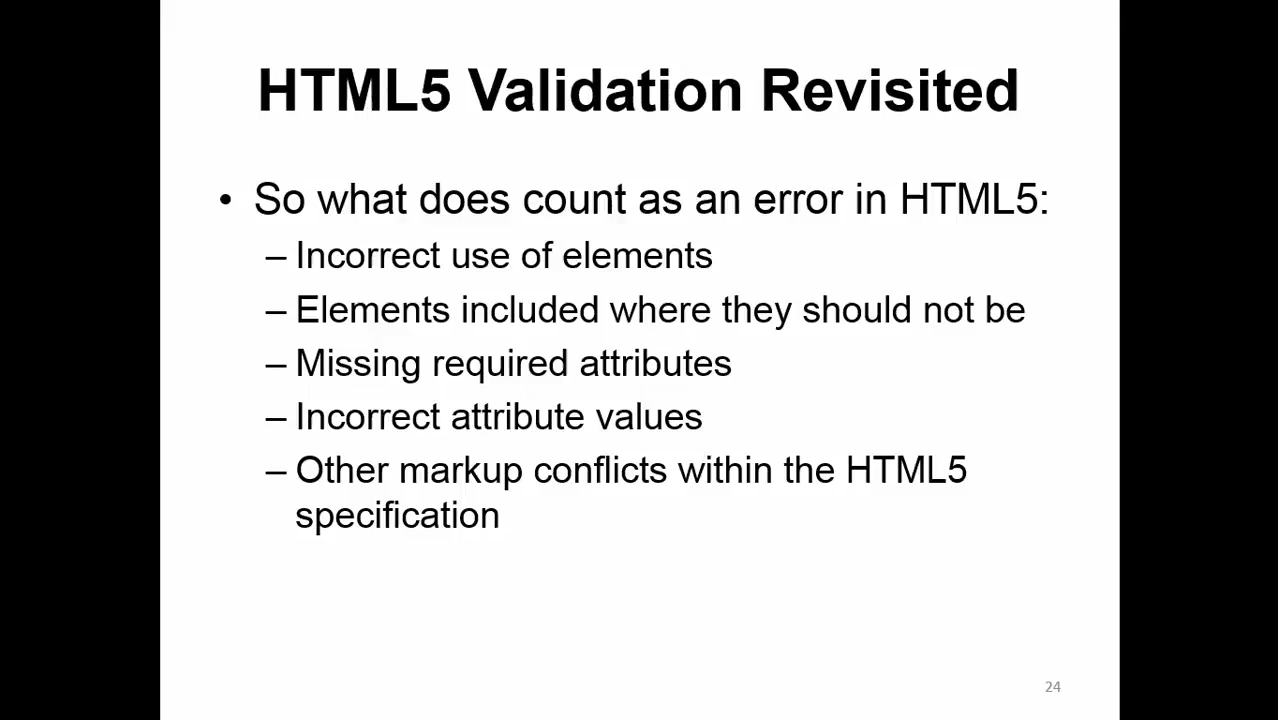 HTML5 Validation Revisited
• So what does count as an error in HTML5:
– Incorrect use of elements
– Elements included where they should not be
– Missing required attributes
– Incorrect attribute values
– Other markup conflicts within the HTML5
specification
24